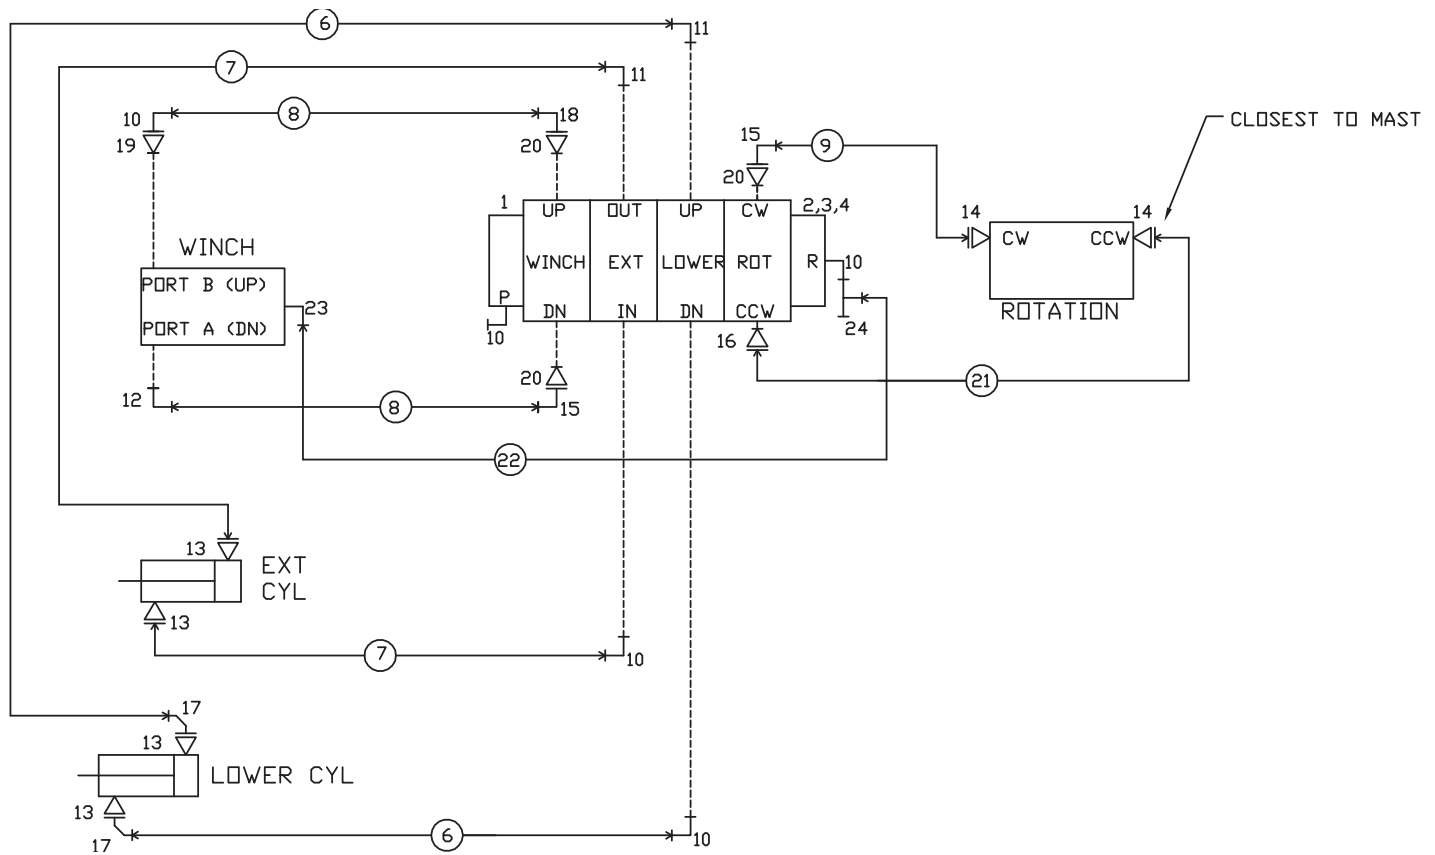 6
11
7
11
10
8
18
19
20
15
9
CLOSEST TO MAST
20
1
UP
OUT
UP
CW
2,3,4
14
14
WINCH
CW
CCW
WINCH
EXT
LOWER
ROT
R
10
PORT B (UP)
P
ROTATION
23
DN
IN
DN
CCW
PORT A (DN)
10
16
24
20
21
12
8
15
22
13
EXT
CYL
13
7
10
17
13
LOWER CYL
13
6
10
17